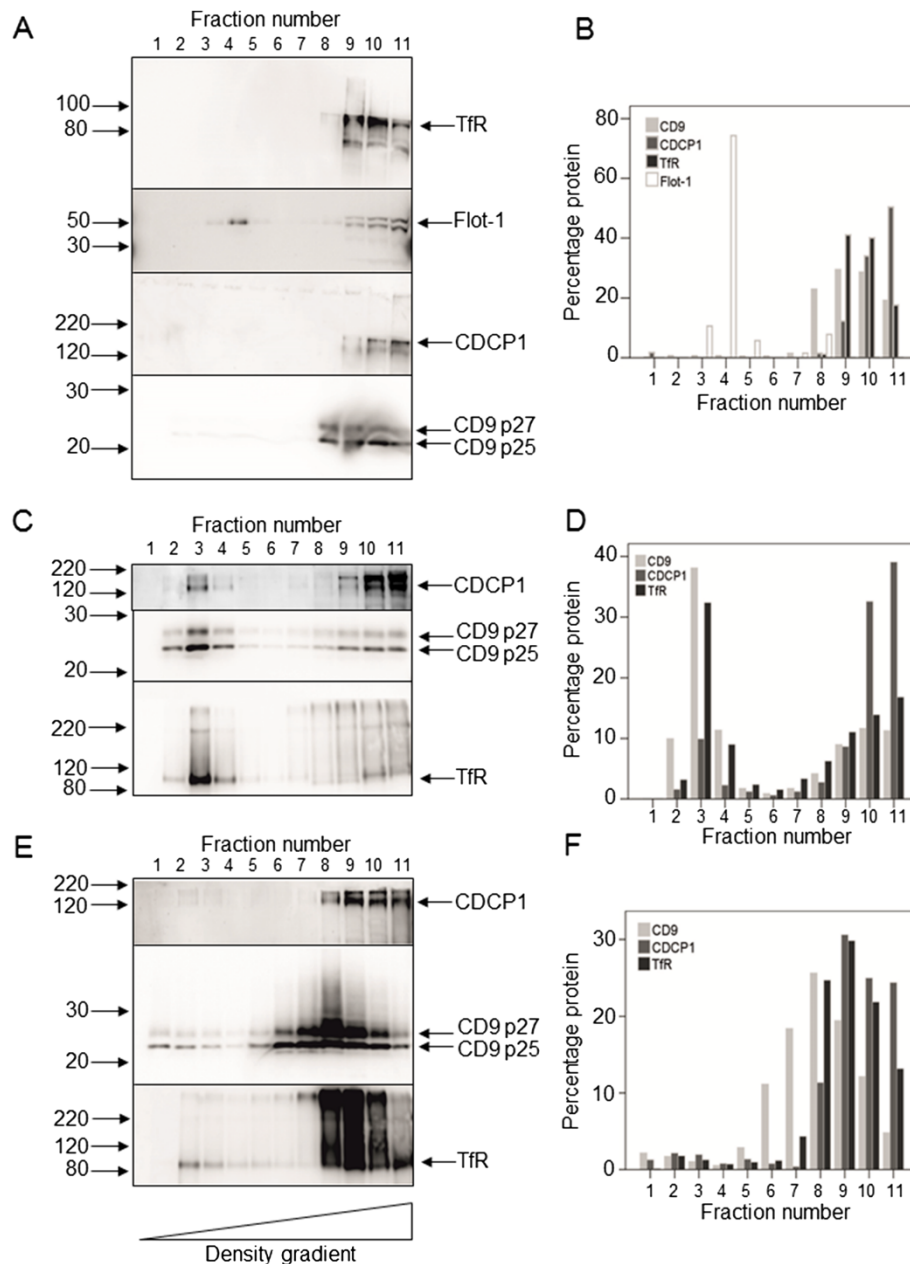 A
Fraction number
1 2 3 4 5 6 7 8 9 10 11
100
80
TfR
50
30
Flot-1
220
120
CDCP1
30
20
CD9 p27
CD9 p25
B
80
60
40
20
0
Percentage protein
CD9
CDCP1
TfR
Flot-1
1 2 3 4 5 6 7 8 9 10 11
Fraction number
C
Fraction number
1 2 3 4 5 6 7 8 9 10 11
220
120
CDCP1
30
20
CD9 p27
CD9 p25
220
120
80
TfR
D
40
30
20
10
0
Percentage protein
CD9
CDCP1
TfR
1 2 3 4 5 6 7 8 9 10 11
Fraction number
E
Fraction number
1 2 3 4 5 6 7 8 9 10 11
220
120
CDCP1
30
20
CD9 p27
CD9 p25
220
120
80
TfR
Density gradient
F
30
20
10
0
Percentage protein
CD9
CDCP1
TfR
1 2 3 4 5 6 7 8 9 10 11
Fraction number